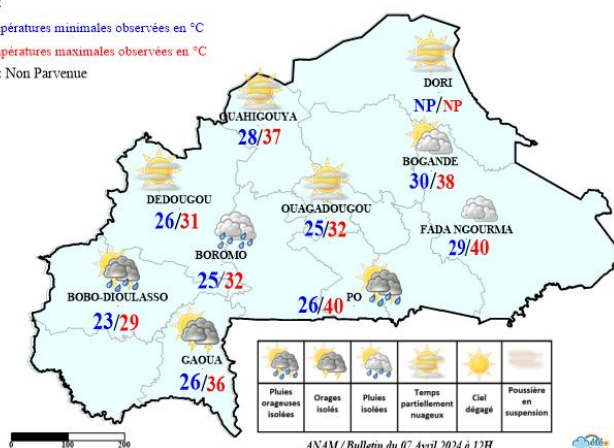 pératures minimales observées en °C
pératures maximales observées en °C
: Non Parvenue
DORI
NP/NP
OUAHIGOUYA
28/37
BOGANDE
30/38
DEDOUGOU
26/31
OUAGADOUGOU
25/32
FADA NGOURMA
29/40
BOROMO
25/32
BOBO-DIOULASSO
23/29
PO
26/40
GAOUA
26/36
Pluies orageuses isolées
Orages isolés
Pluies isolées
Temps partiellement nuageux
Ciel dégagé
Poussière en suspension
100 200
ANAM / Bulletin du 07 Avril 2024 à 12H